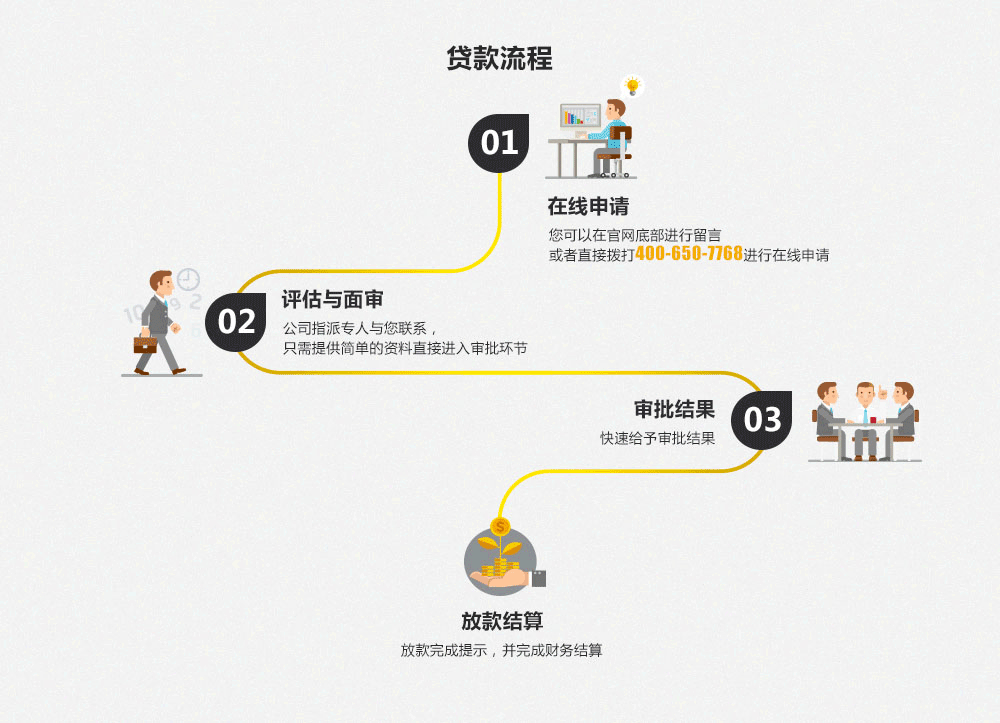 贷款流程
01
在线申请
您可以在官网底部进行留言
或者直接拨打400-650-7768进行在线申请
02
评估与面审
公司指派专人与您联系，
只需提供简单的资料直接进入审批环节
03
审批结果
快速给予审批结果
$
放款结算
放款完成提示，并完成财务结算